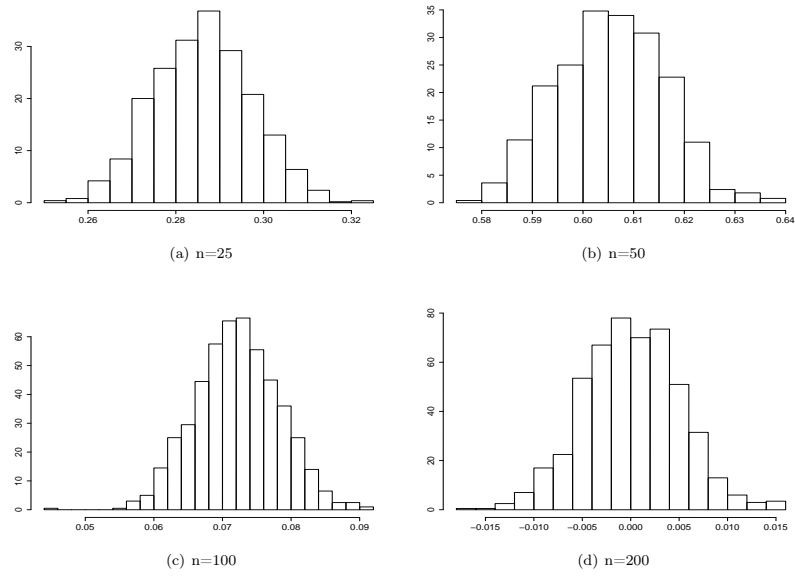 0 10 20 30
0.26 0.28 0.30 0.32
(a) n=25
0 5 10 15 20 25 30 35
0.58 0.59 0.60 0.61 0.62 0.63 0.64
(b) n=50
0 10 20 30 40 50 60
0.05 0.06 0.07 0.08 0.09
(c) n=100
0 20 40 60 80
−0.015 −0.010 −0.005 0.000 0.005 0.010 0.015
(d) n=200